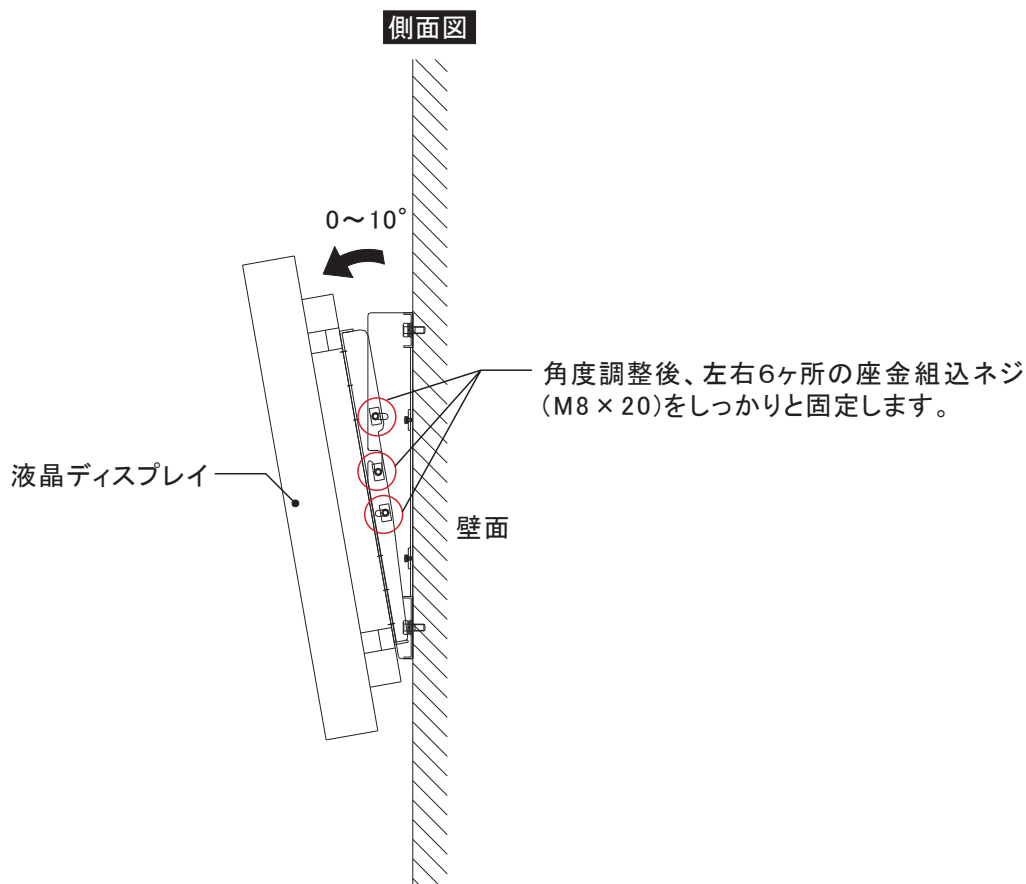 側面図
0～10°
角度調整後、左右6ヶ所の座金組込ネジ
(M8×20)をしっかりと固定します。
液晶ディスプレイ
壁面